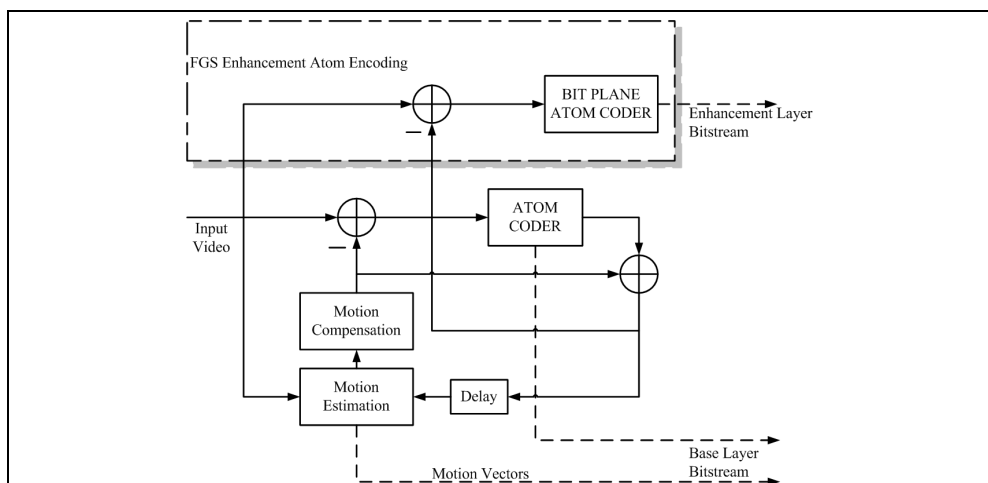 FGS Enhancement Atom Encoding
BIT PLANE
ATOM CODER
Enhancement Layer
Bitstream
Input
Video
ATOM
CODER
Motion
Compensation
Motion
Estimation
Delay
Base Layer
Bitstream
Motion Vectors